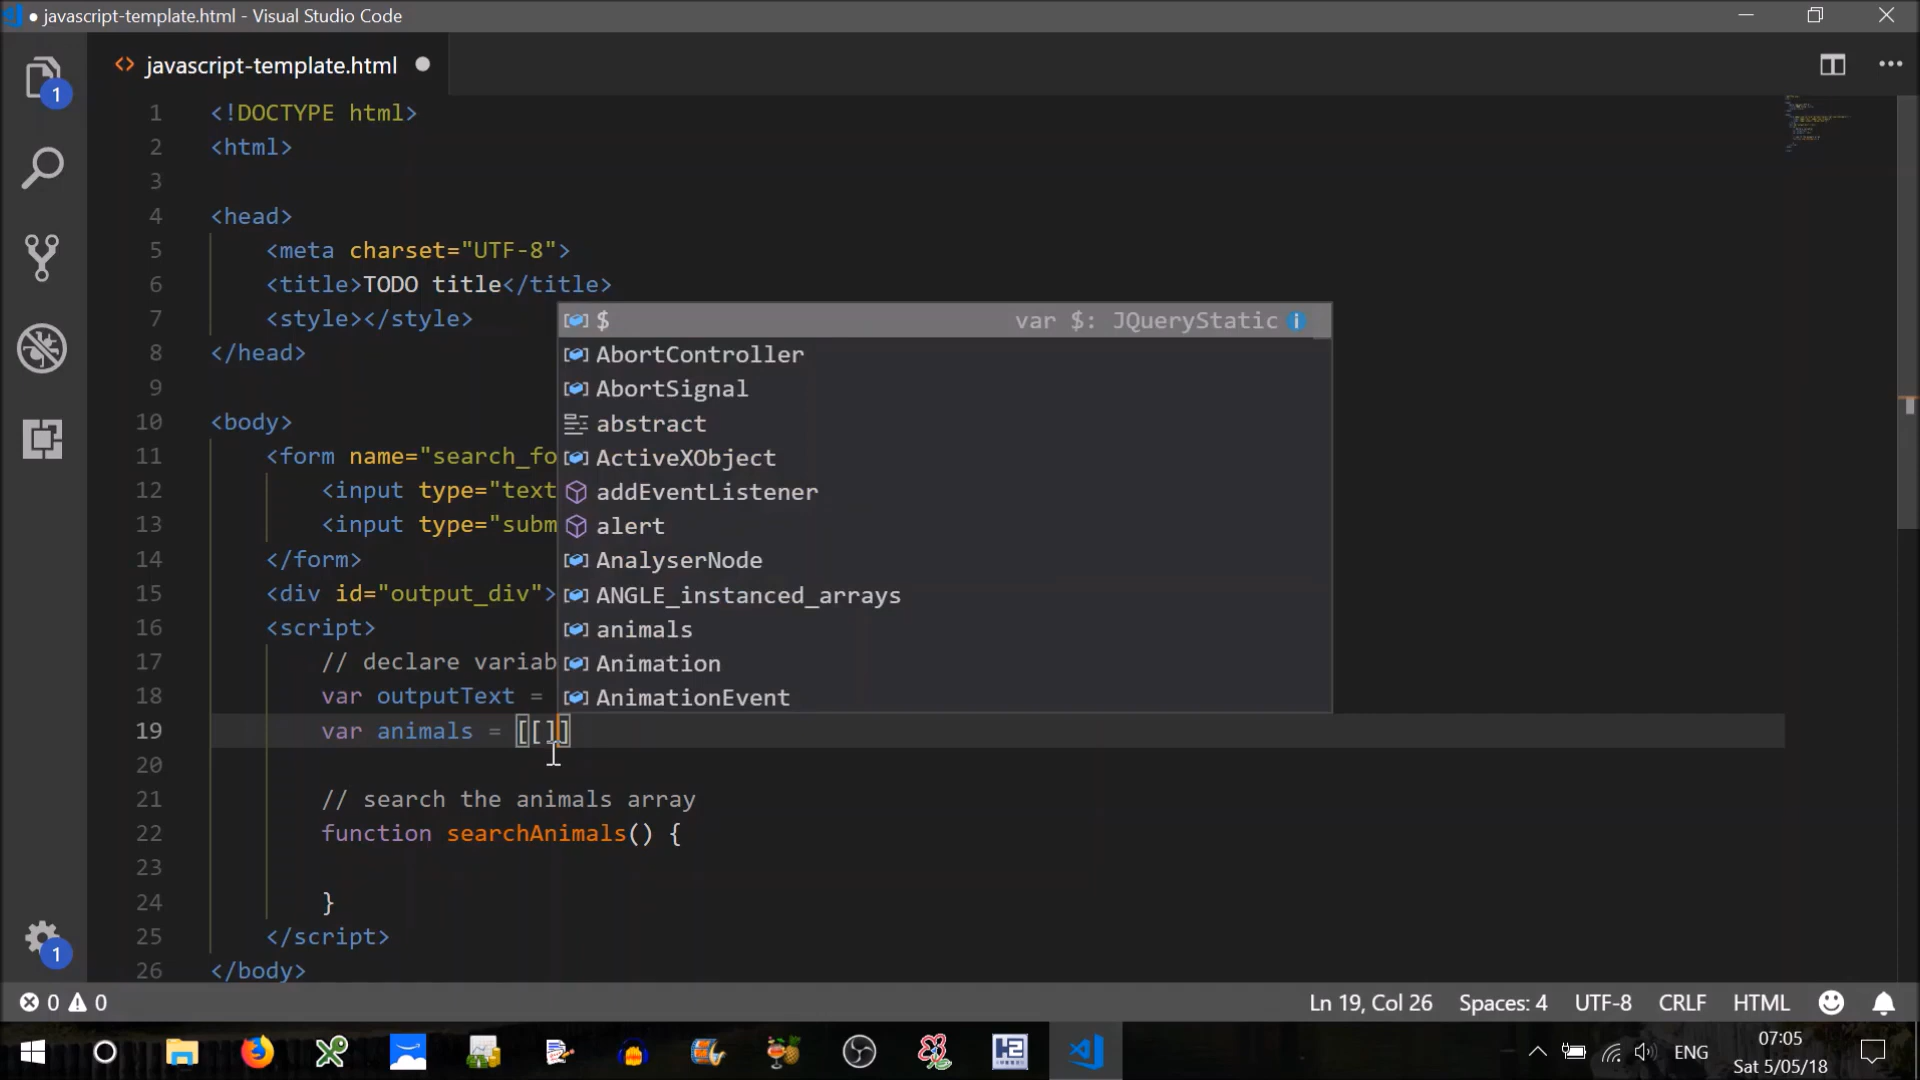 javascript-template.html - Visual Studio Code
<> javascript-template.html
1
1 <!DOCTYPE html>
2 <html>
3
4 <head>
5 <meta charset="UTF-8">
6 <title>TODO title</title>
7 <style></style>
8 </head>
9
10 <body>
11 <form name="search_fo
12 <input type="text
13 <input type="subm
14 </form>
15 <div id="output_div">
16 <script>
17 // declare variab
18 var outputText =
19 var animals = [[]]
20
21 // search the animals array
22 function searchAnimals() {
23
24 }
25 </script>
26 </body>
$ var $: JQueryStatic
AbortController
AbortSignal
abstract
ActiveXObject
addEventListener
alert
AnalyserNode
ANGLE_instanced_arrays
animals
Animation
AnimationEvent
1
0 0 Ln 19, Col 26 Spaces: 4 UTF-8 CRLF HTML
ENG
07:05
Sat 5/05/18